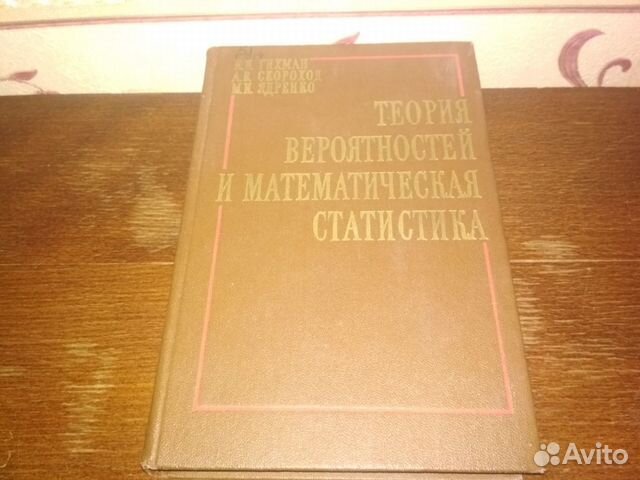 И. И. ГИХМАН
А. В. СКОРОХОД
М. И. ЯДРЕНКО
ТЕОРИЯ
ВЕРОЯТНОСТЕЙ
И МАТЕМАТИЧЕСКАЯ
СТАТИСТИКА
Avito